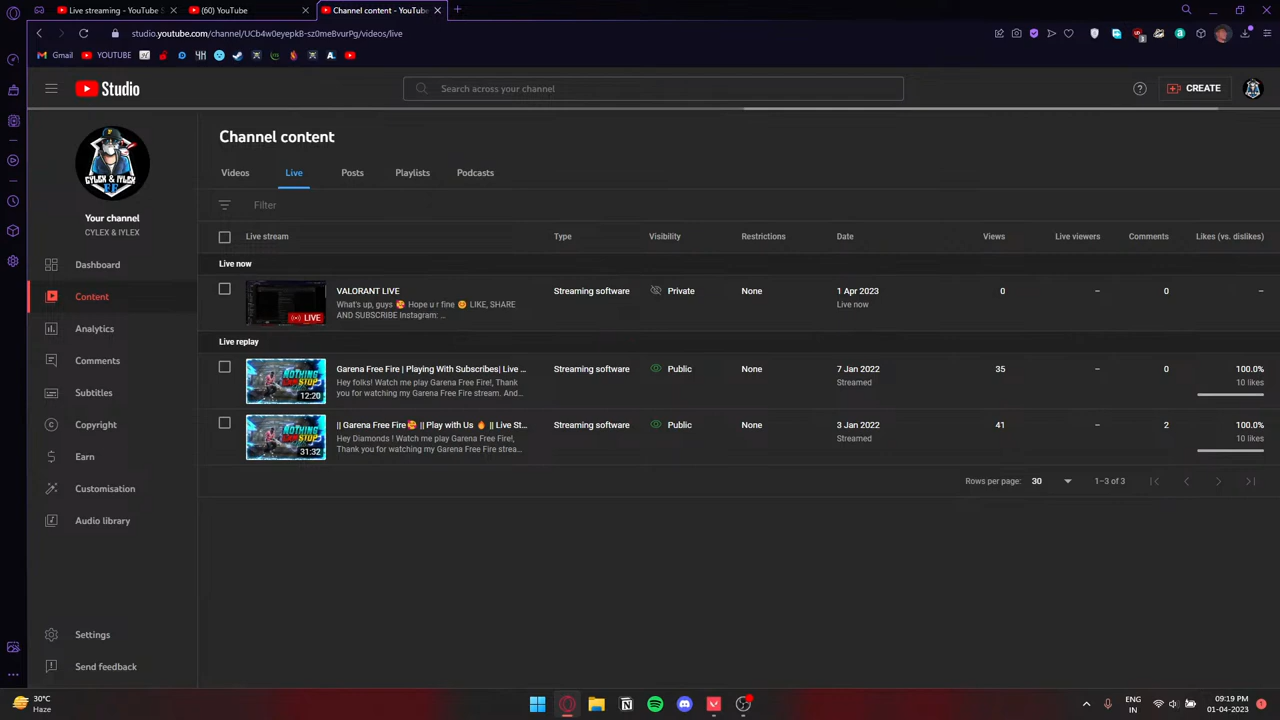 Live streaming - YouTube
(60) YouTube
Channel content - YouTube
studio.youtube.com/channel/UCb4w0eyepkB-sz0meBvurPg/videos/live
Gmail
YOUTUBE
Studio
Search across your channel
CREATE
CYLEX & IYLEX
FF
Your channel
CYLEX & IYLEX
Dashboard
Content
Analytics
Comments
Subtitles
Copyright
Earn
Customisation
Audio library
Settings
Send feedback
Channel content
Videos Live Posts Playlists Podcasts
Filter
Live stream Type Visibility Restrictions Date Views Live viewers Comments Likes (vs. dislikes)
Live now
LIVE
VALORANT LIVE Streaming software Private None 1 Apr 2023 0 – 0 –
What's up, guys 🥰 Hope u r fine 😊 LIKE, SHARE Live now
AND SUBSCRIBE Instagram: ...
Live replay
NOTHING
STOP
12:20
Garena Free Fire | Playing With Subscribes| Live ... Streaming software Public None 7 Jan 2022 35 – 0 100.0%
Hey folks! Watch me play Garena Free Fire!, Thank Streamed 10 likes
you for watching my Garena Free Fire stream. And...
NOTHING
STOP
31:32
|| Garena Free Fire🥰 || Play with Us 🔥 || Live St... Streaming software Public None 3 Jan 2022 41 – 2 100.0%
Hey Diamonds ! Watch me play Garena Free Fire!, Streamed 10 likes
Thank you for watching my Garena Free Fire strea...
Rows per page: 30 1–3 of 3
30°C
Haze
ENG
IN
09:19 PM
01-04-2023